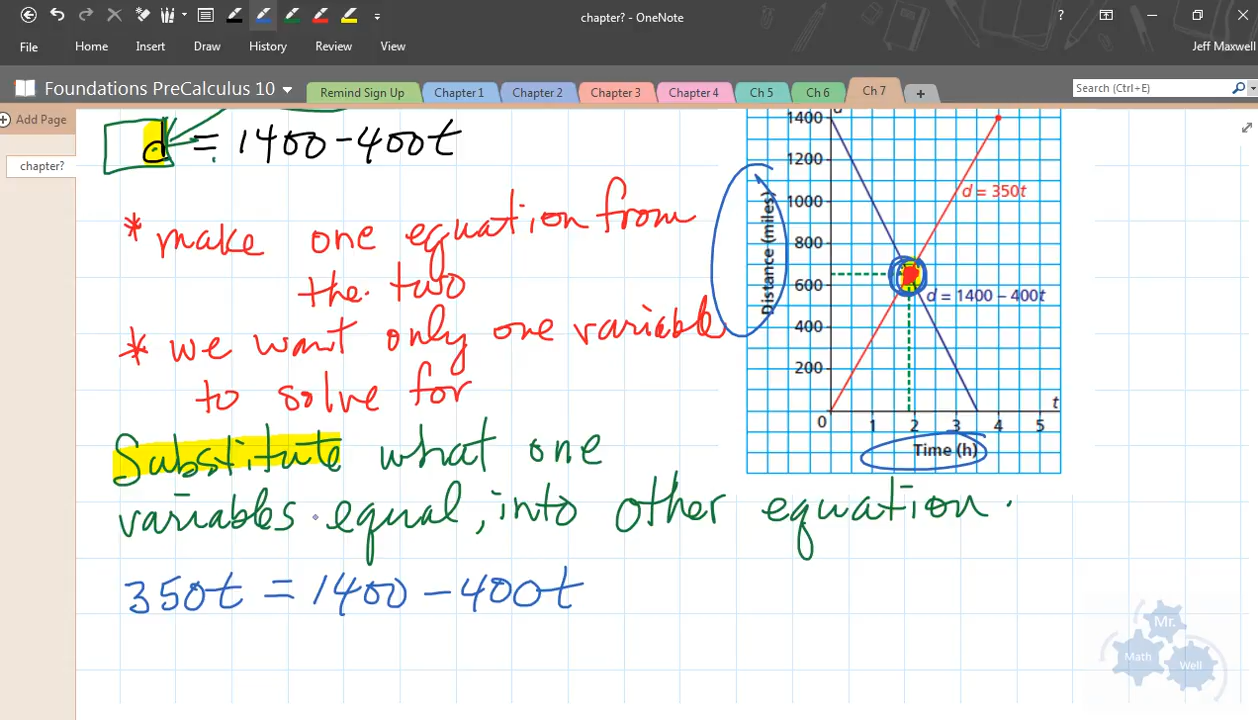 chapter? - OneNote
?
File
Home
Insert
Draw
History
Review
View
Jeff Maxwell
Foundations PreCalculus 10
Remind Sign Up
Chapter 1
Chapter 2
Chapter 3
Chapter 4
Ch 5
Ch 6
Ch 7
Search (Ctrl+E)
Add Page
chapter?
d = 1400 - 400t
* make one equation from
the two
* we want only one variable
to solve for
Substitute what one
variables equal, into other equation.
350t = 1400 - 400t
d
1400
1200
1000
800
600
400
200
0
1 2 3 4 5
t
Distance (miles)
Time (h)
d = 350t
d = 1400 - 400t
Mr.
Math
Well